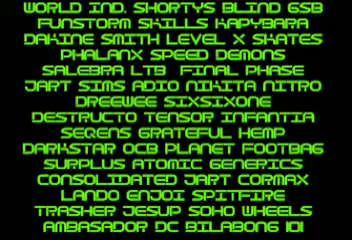 WORLD IND. SHORTY'S BLIND GSB
FUNSTORM SKILLS KAPYBARA
DAKINE SMITH LEVEL X SKATES
PHALANX SPEED DEMONS
SALEBRA LTB FINAL PHASE
JART SIMS ADIO NIKITA NITRO
DREEWEE SIXSIXONE
DESTRUCTO TENSOR INFANTIA
SEQENS GRATEFUL HEMP
DARKSTAR OCB PLANET FOOTBAG
SURPLUS ATOMIC GENERICS
CONSOLIDATED JART CORMAX
LANDO ENJOI SPITFIRE
TRASHER JESUP SOHO WHEELS
AMBASADOR DC BILABONG 101